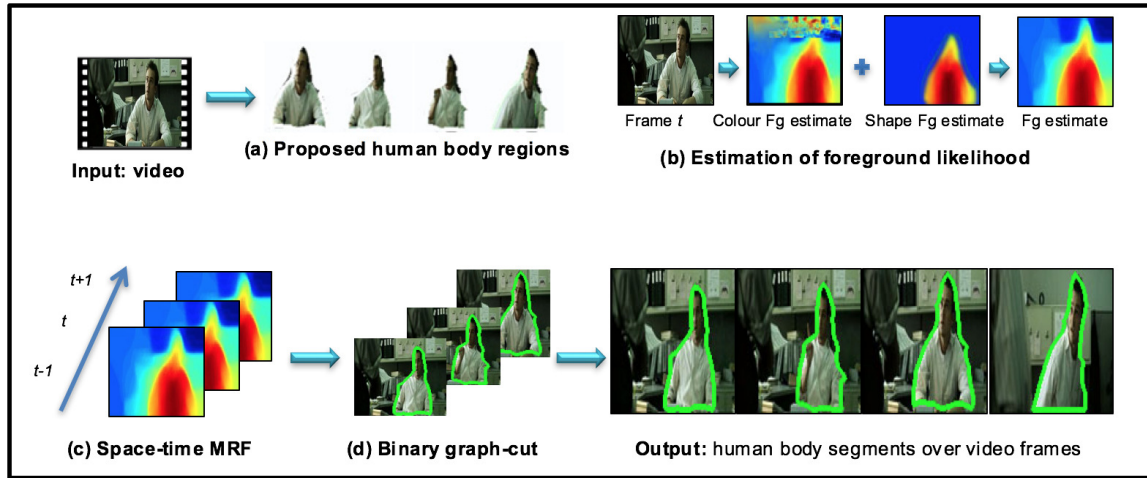 Input: video
(a) Proposed human body regions
Frame t
Colour Fg estimate
Shape Fg estimate
Fg estimate
(b) Estimation of foreground likelihood
t+1
t
t-1
(c) Space-time MRF
(d) Binary graph-cut
Output: human body segments over video frames